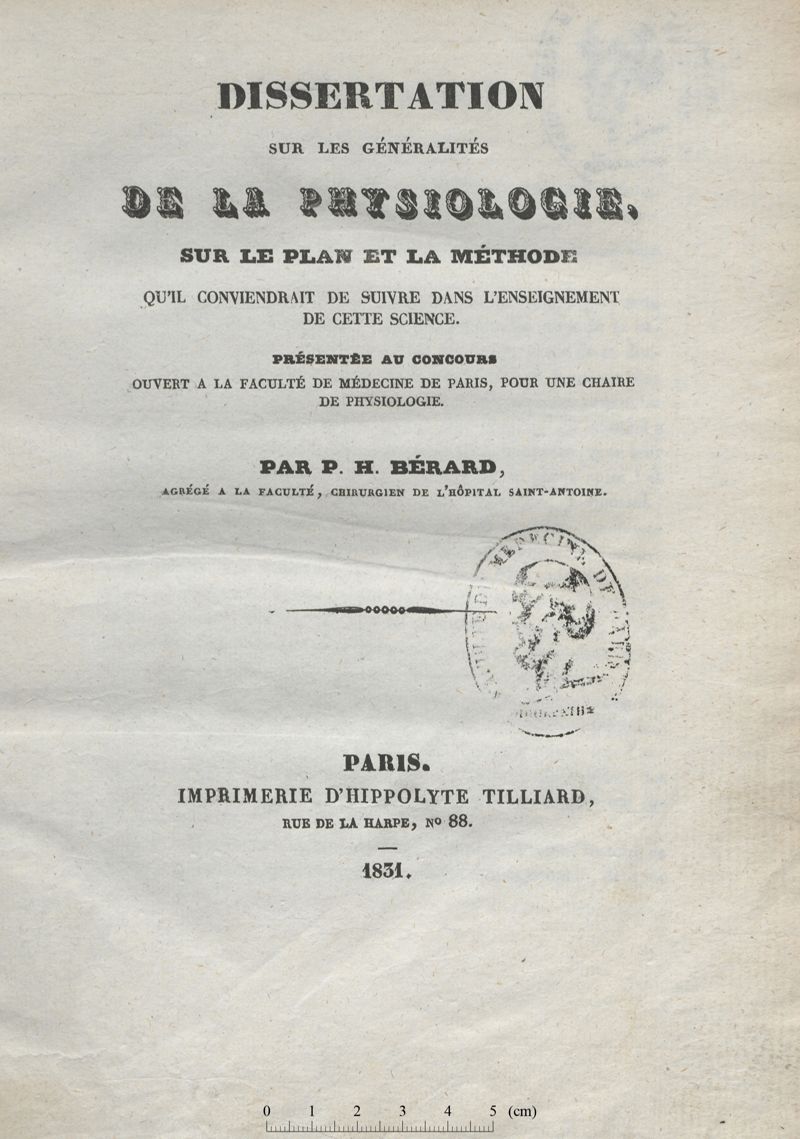 DISSERTATION
SUR LES GÉNÉRALITÉS
DE LA PHYSIOLOGIE,
SUR LE PLAN ET LA MÉTHODE
QU'IL CONVIENDRAIT DE SUIVRE DANS L'ENSEIGNEMENT
DE CETTE SCIENCE.
PRÉSENTÉE AU CONCOURS
OUVERT A LA FACULTÉ DE MÉDECINE DE PARIS, POUR UNE CHAIRE
DE PHYSIOLOGIE.
PAR P. H. BÉRARD,
AGRÉGÉ A LA FACULTÉ, CHIRURGIEN DE L'HÔPITAL SAINT-ANTOINE.
MEDECINE DE
PARIS.
IMPRIMERIE D'HIPPOLYTE TILLIARD,
RUE DE LA HARPE, No 88.
1831.
0 1 2 3 4 5 (cm)